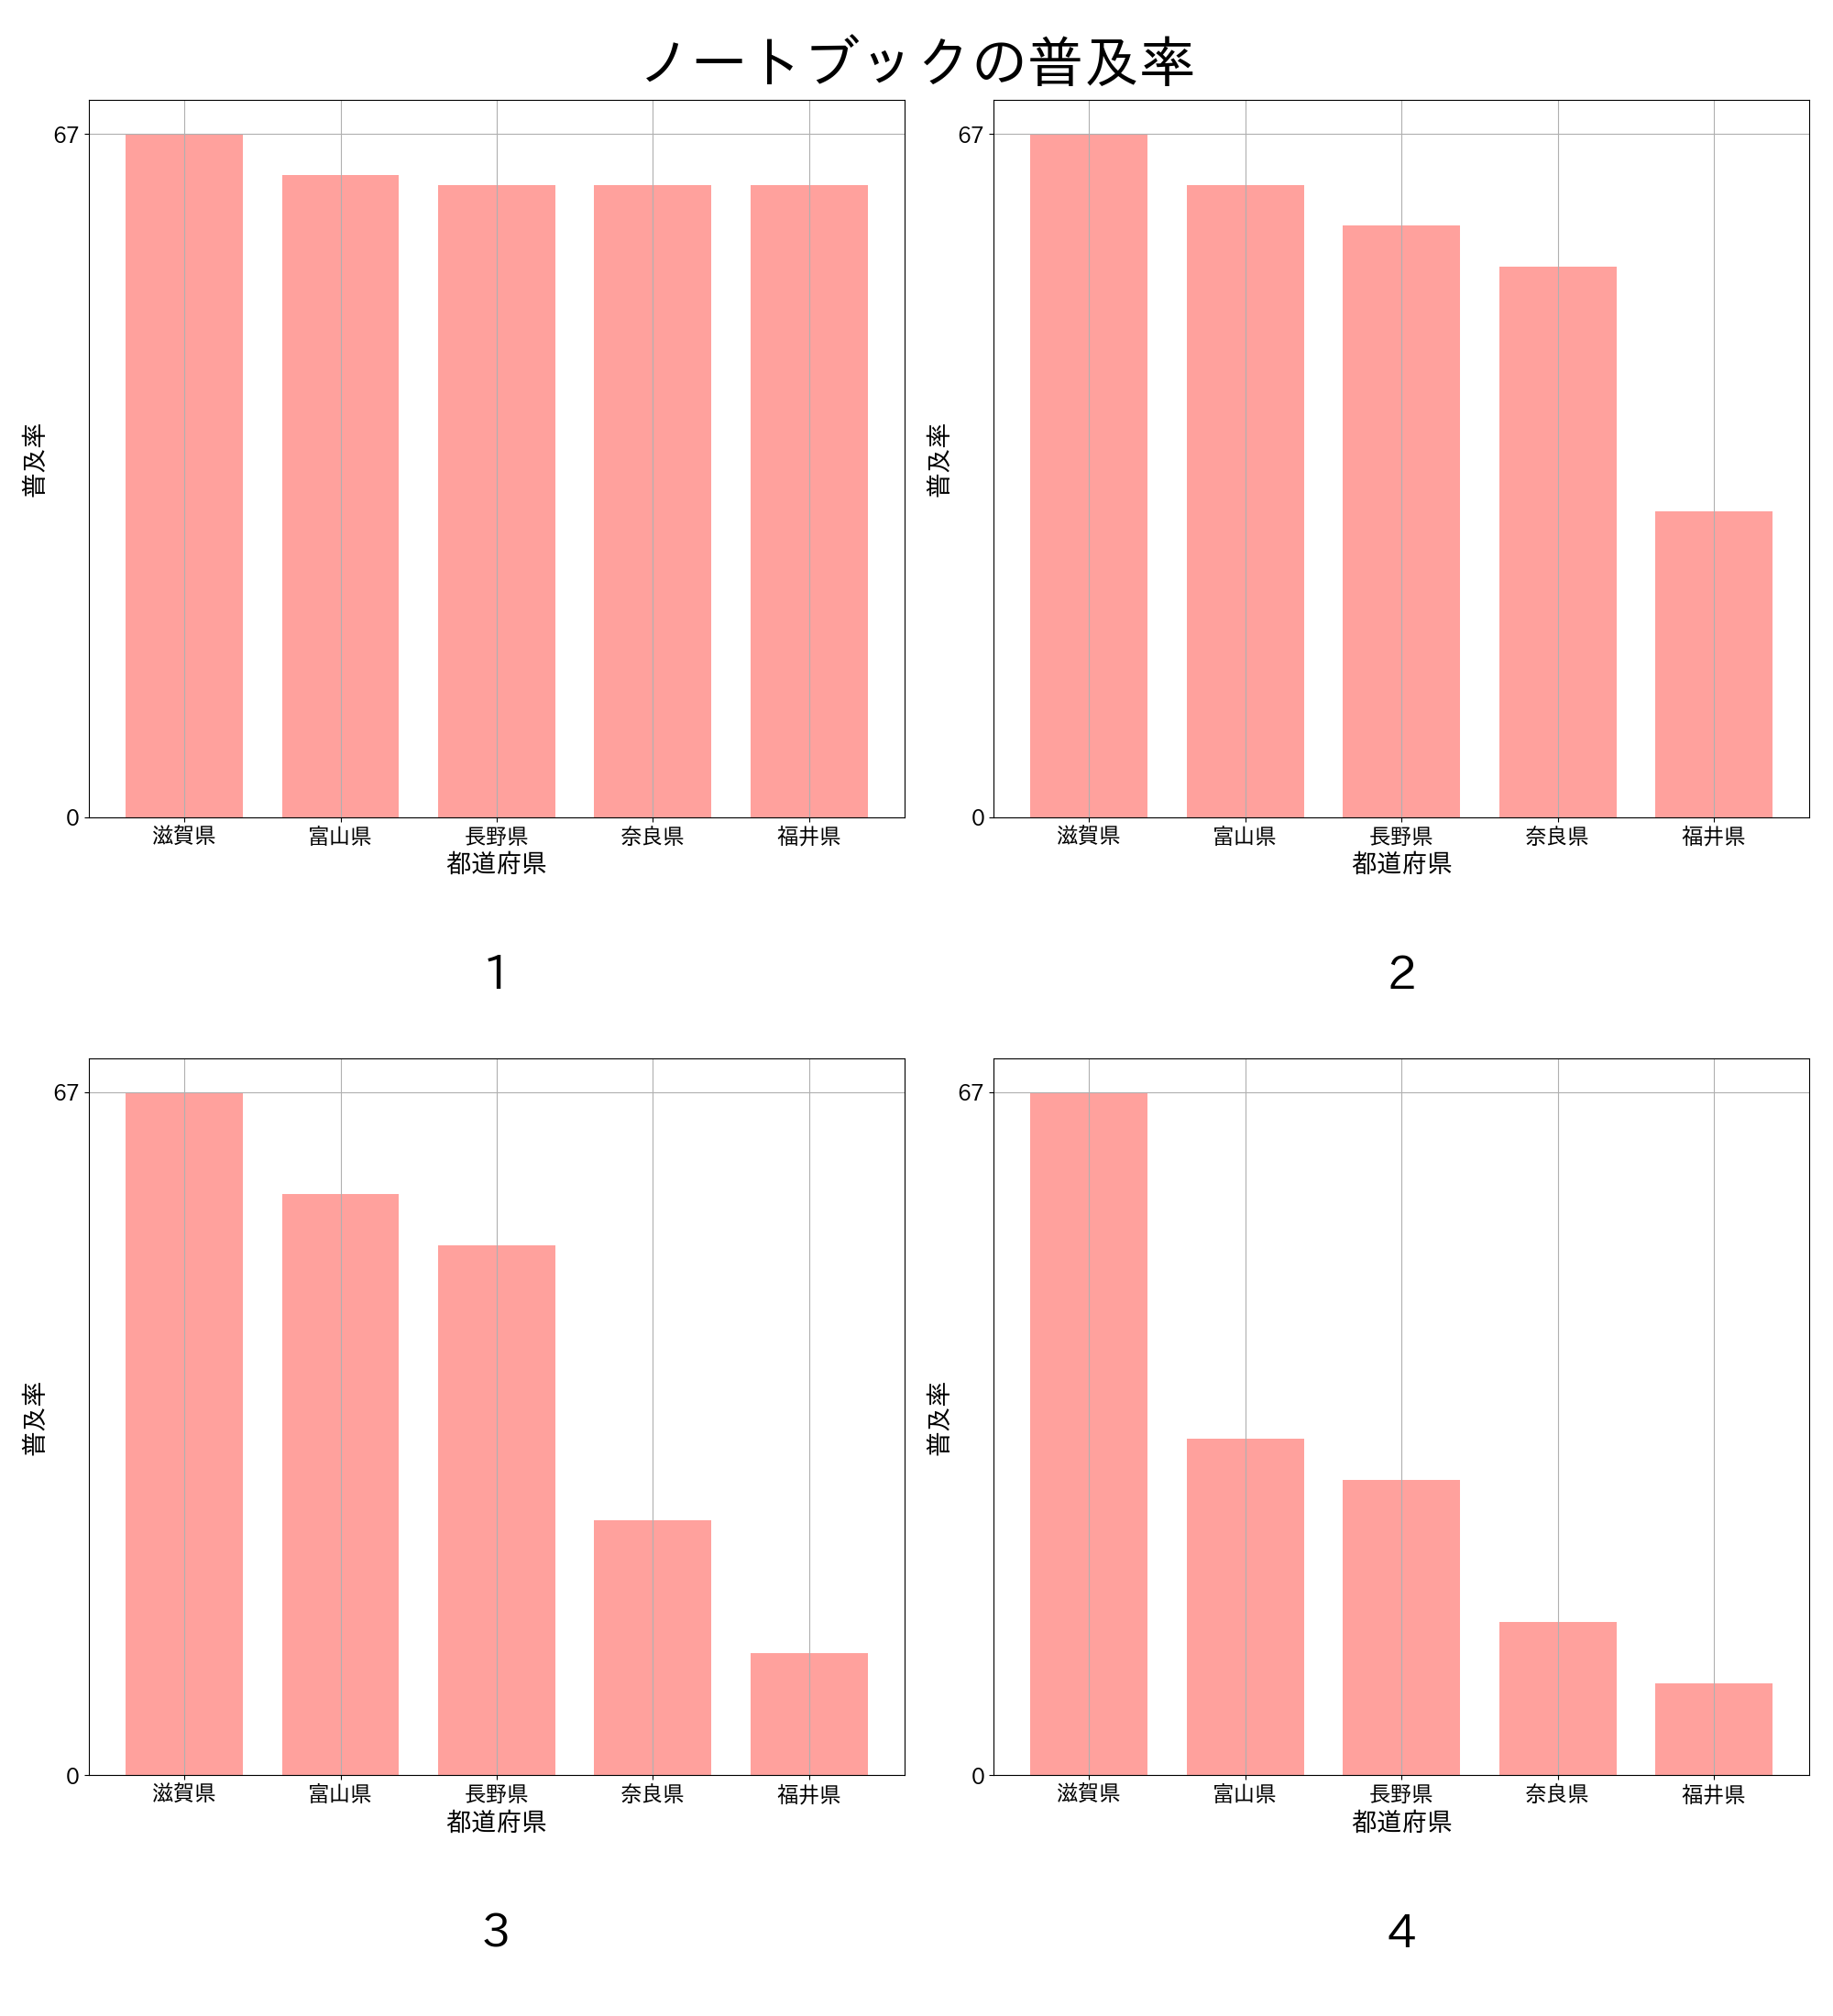 ノートブックの普及率
67
0
普及率
滋賀県 富山県 長野県 奈良県 福井県
都道府県
1
67
0
普及率
滋賀県 富山県 長野県 奈良県 福井県
都道府県
2
67
0
普及率
滋賀県 富山県 長野県 奈良県 福井県
都道府県
3
67
0
普及率
滋賀県 富山県 長野県 奈良県 福井県
都道府県
4